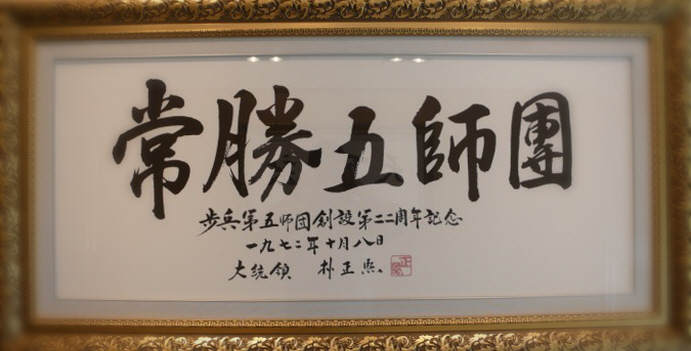 常勝五師團
步兵第五师团創設第二二周年記念
一九七二年十月八日
大統領 朴正熙